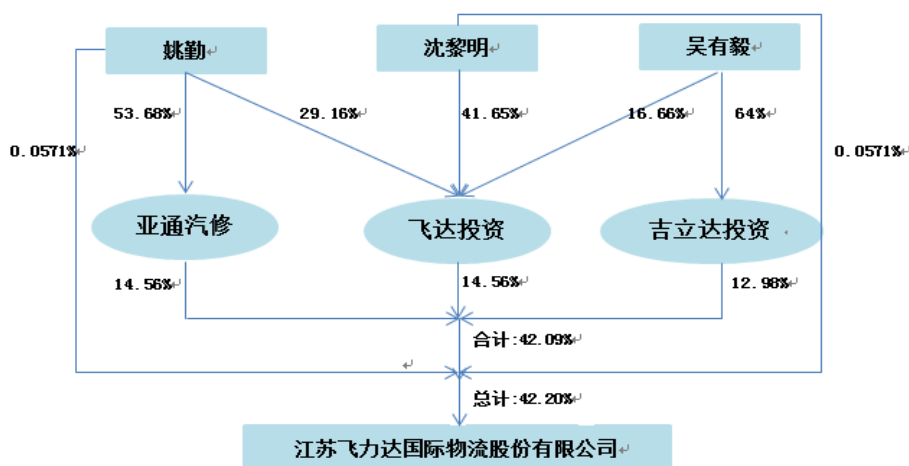 姚勤
沈黎明
吴有毅
53.68%
29.16%
41.65%
16.66%
64%
0.0571%
0.0571%
亚通汽修
飞达投资
吉立达投资
14.56%
14.56%
12.98%
合计:42.09%
总计:42.20%
江苏飞力达国际物流股份有限公司